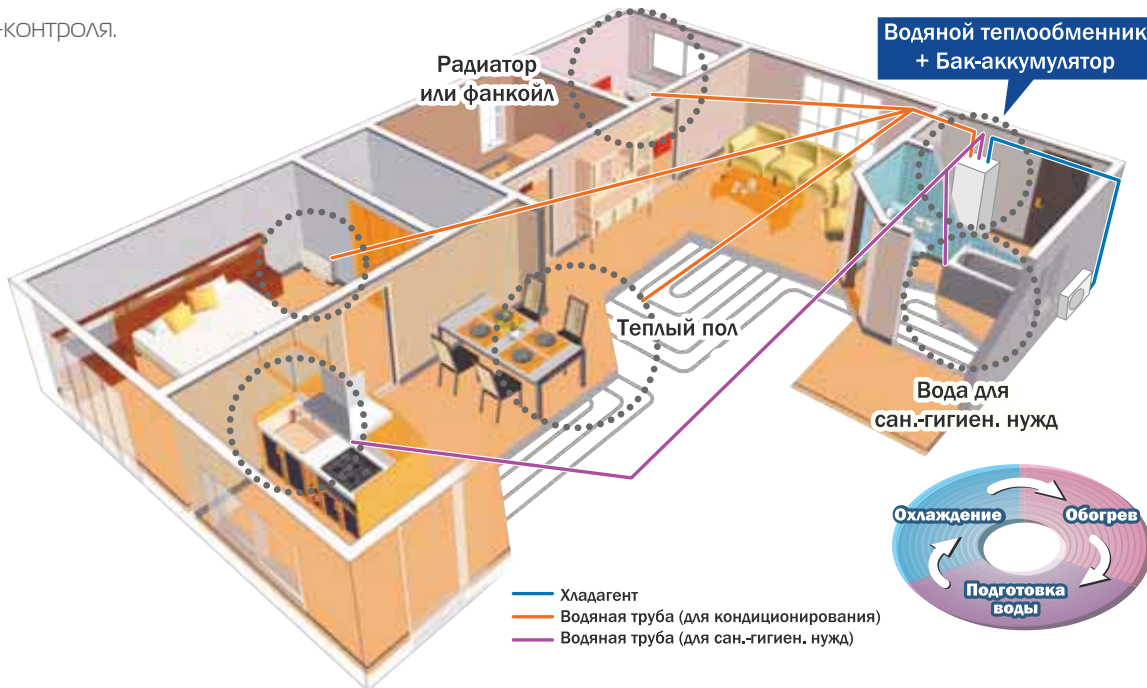 -контроля.
Водяной теплообменник
+ Бак-аккумулятор
Радиатор
или фанкойл
Теплый пол
Вода для
сан.-гигиен. нужд
Охлаждение
Обогрев
Подготовка
воды
Хладагент
Водяная труба (для кондиционирования)
Водяная труба (для сан.-гигиен. нужд)